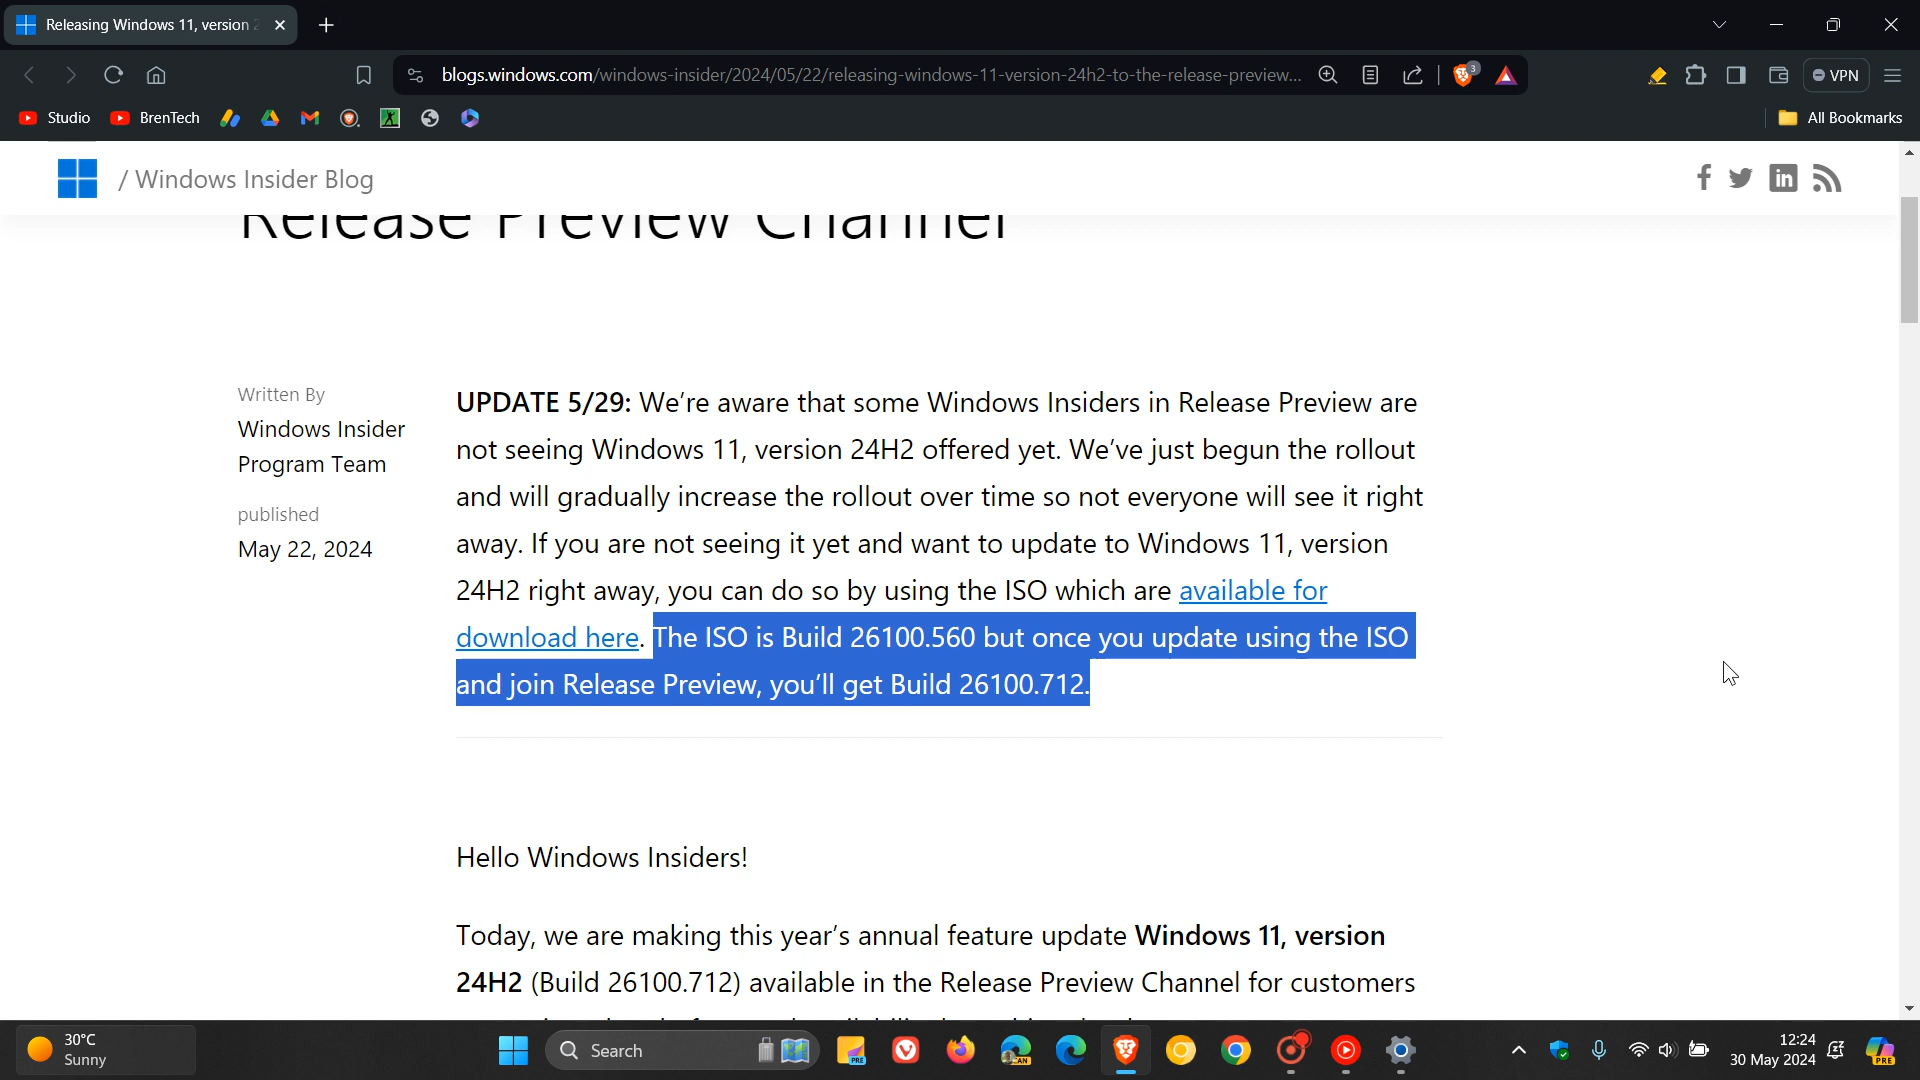 Releasing Windows 11, version 2
blogs.windows.com/windows-insider/2024/05/22/releasing-windows-11-version-24h2-to-the-release-preview...
3
VPN
Studio
BrenTech
All Bookmarks
/ Windows Insider Blog
Release Preview Channel
Written By
Windows Insider
Program Team
published
May 22, 2024
UPDATE 5/29: We're aware that some Windows Insiders in Release Preview are
not seeing Windows 11, version 24H2 offered yet. We've just begun the rollout
and will gradually increase the rollout over time so not everyone will see it right
away. If you are not seeing it yet and want to update to Windows 11, version
24H2 right away, you can do so by using the ISO which are available for
download here. The ISO is Build 26100.560 but once you update using the ISO
and join Release Preview, you'll get Build 26100.712.
Hello Windows Insiders!
Today, we are making this year's annual feature update Windows 11, version
24H2 (Build 26100.712) available in the Release Preview Channel for customers
30°C
Sunny
Search
PRE
CAN
12:24
30 May 2024
PRE